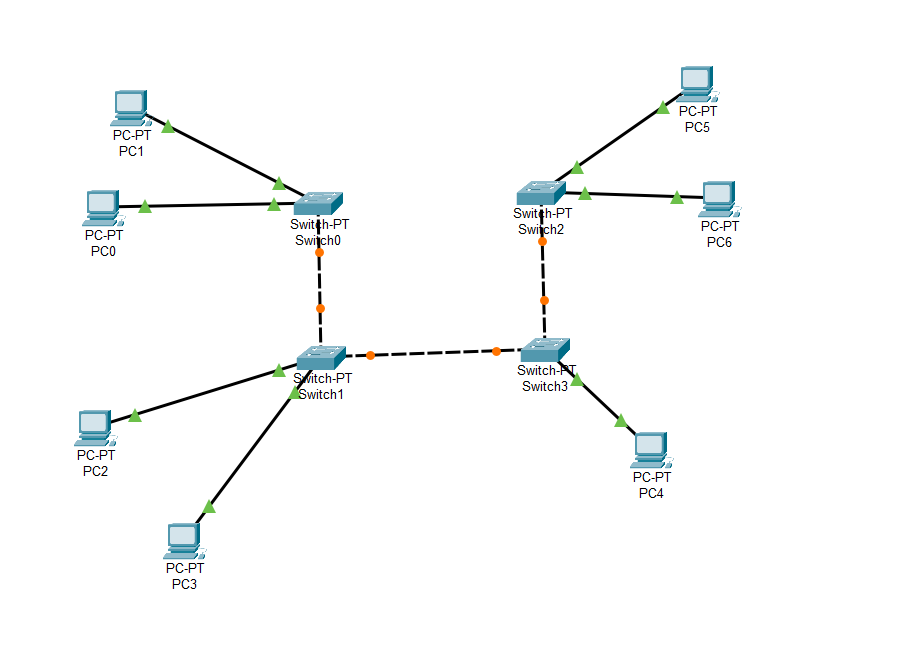 PC-PT
PC1
PC-PT
PC0
Switch-PT
Switch0
PC-PT
PC5
Switch-PT
Switch2
PC-PT
PC6
Switch-PT
Switch1
Switch-PT
Switch3
PC-PT
PC2
PC-PT
PC4
PC-PT
PC3